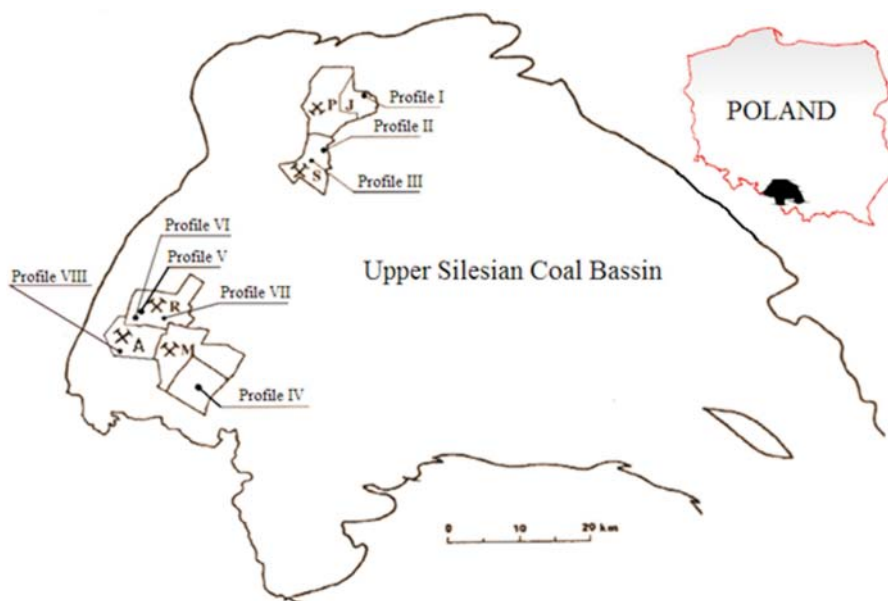 Profile I
P
J
Profile II
S
Profile III
POLAND
Profile VI
Profile V
Profile VIII
Profile VII
R
Upper Silesian Coal Bassin
A
M
Profile IV
0 10 20 km